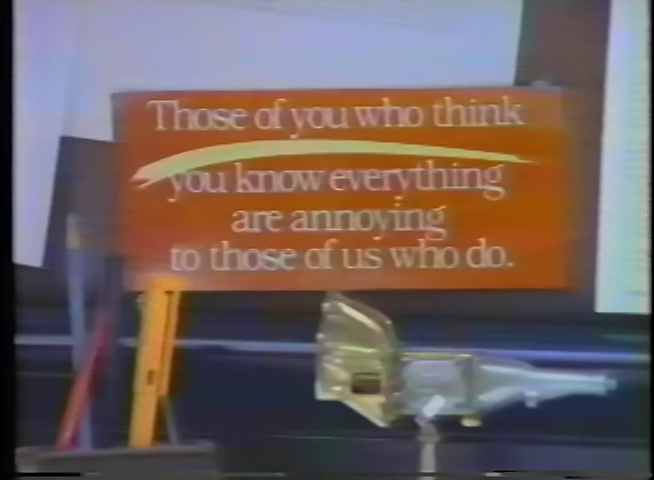 Those of you who think
you know everything
are annoying
to those of us who do.